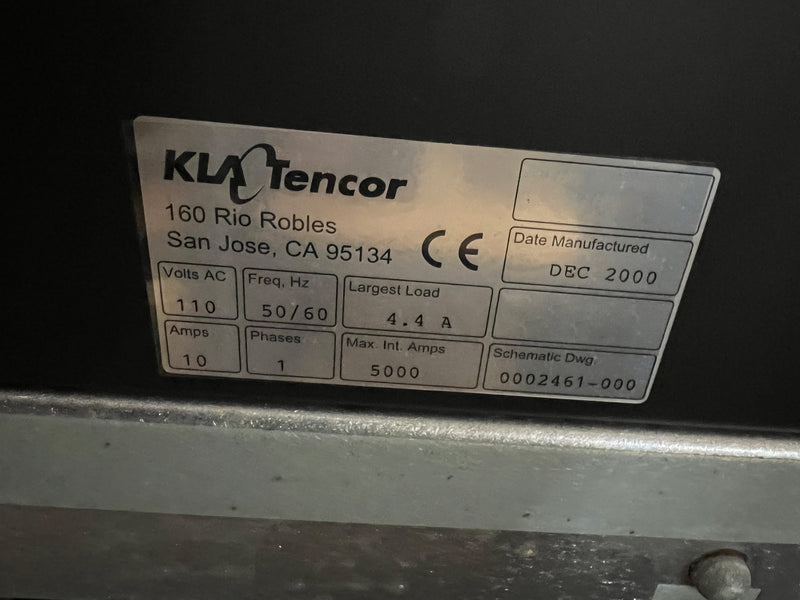 KLA Tencor
160 Rio Robles
San Jose, CA 95134
CE
Date Manufactured
DEC 2000
Volts AC
110
Freq, Hz
50/60
Largest Load
4.4 A
Amps
10
Phases
1
Max. Int. Amps
5000
Schematic Dwg.
0002461-000